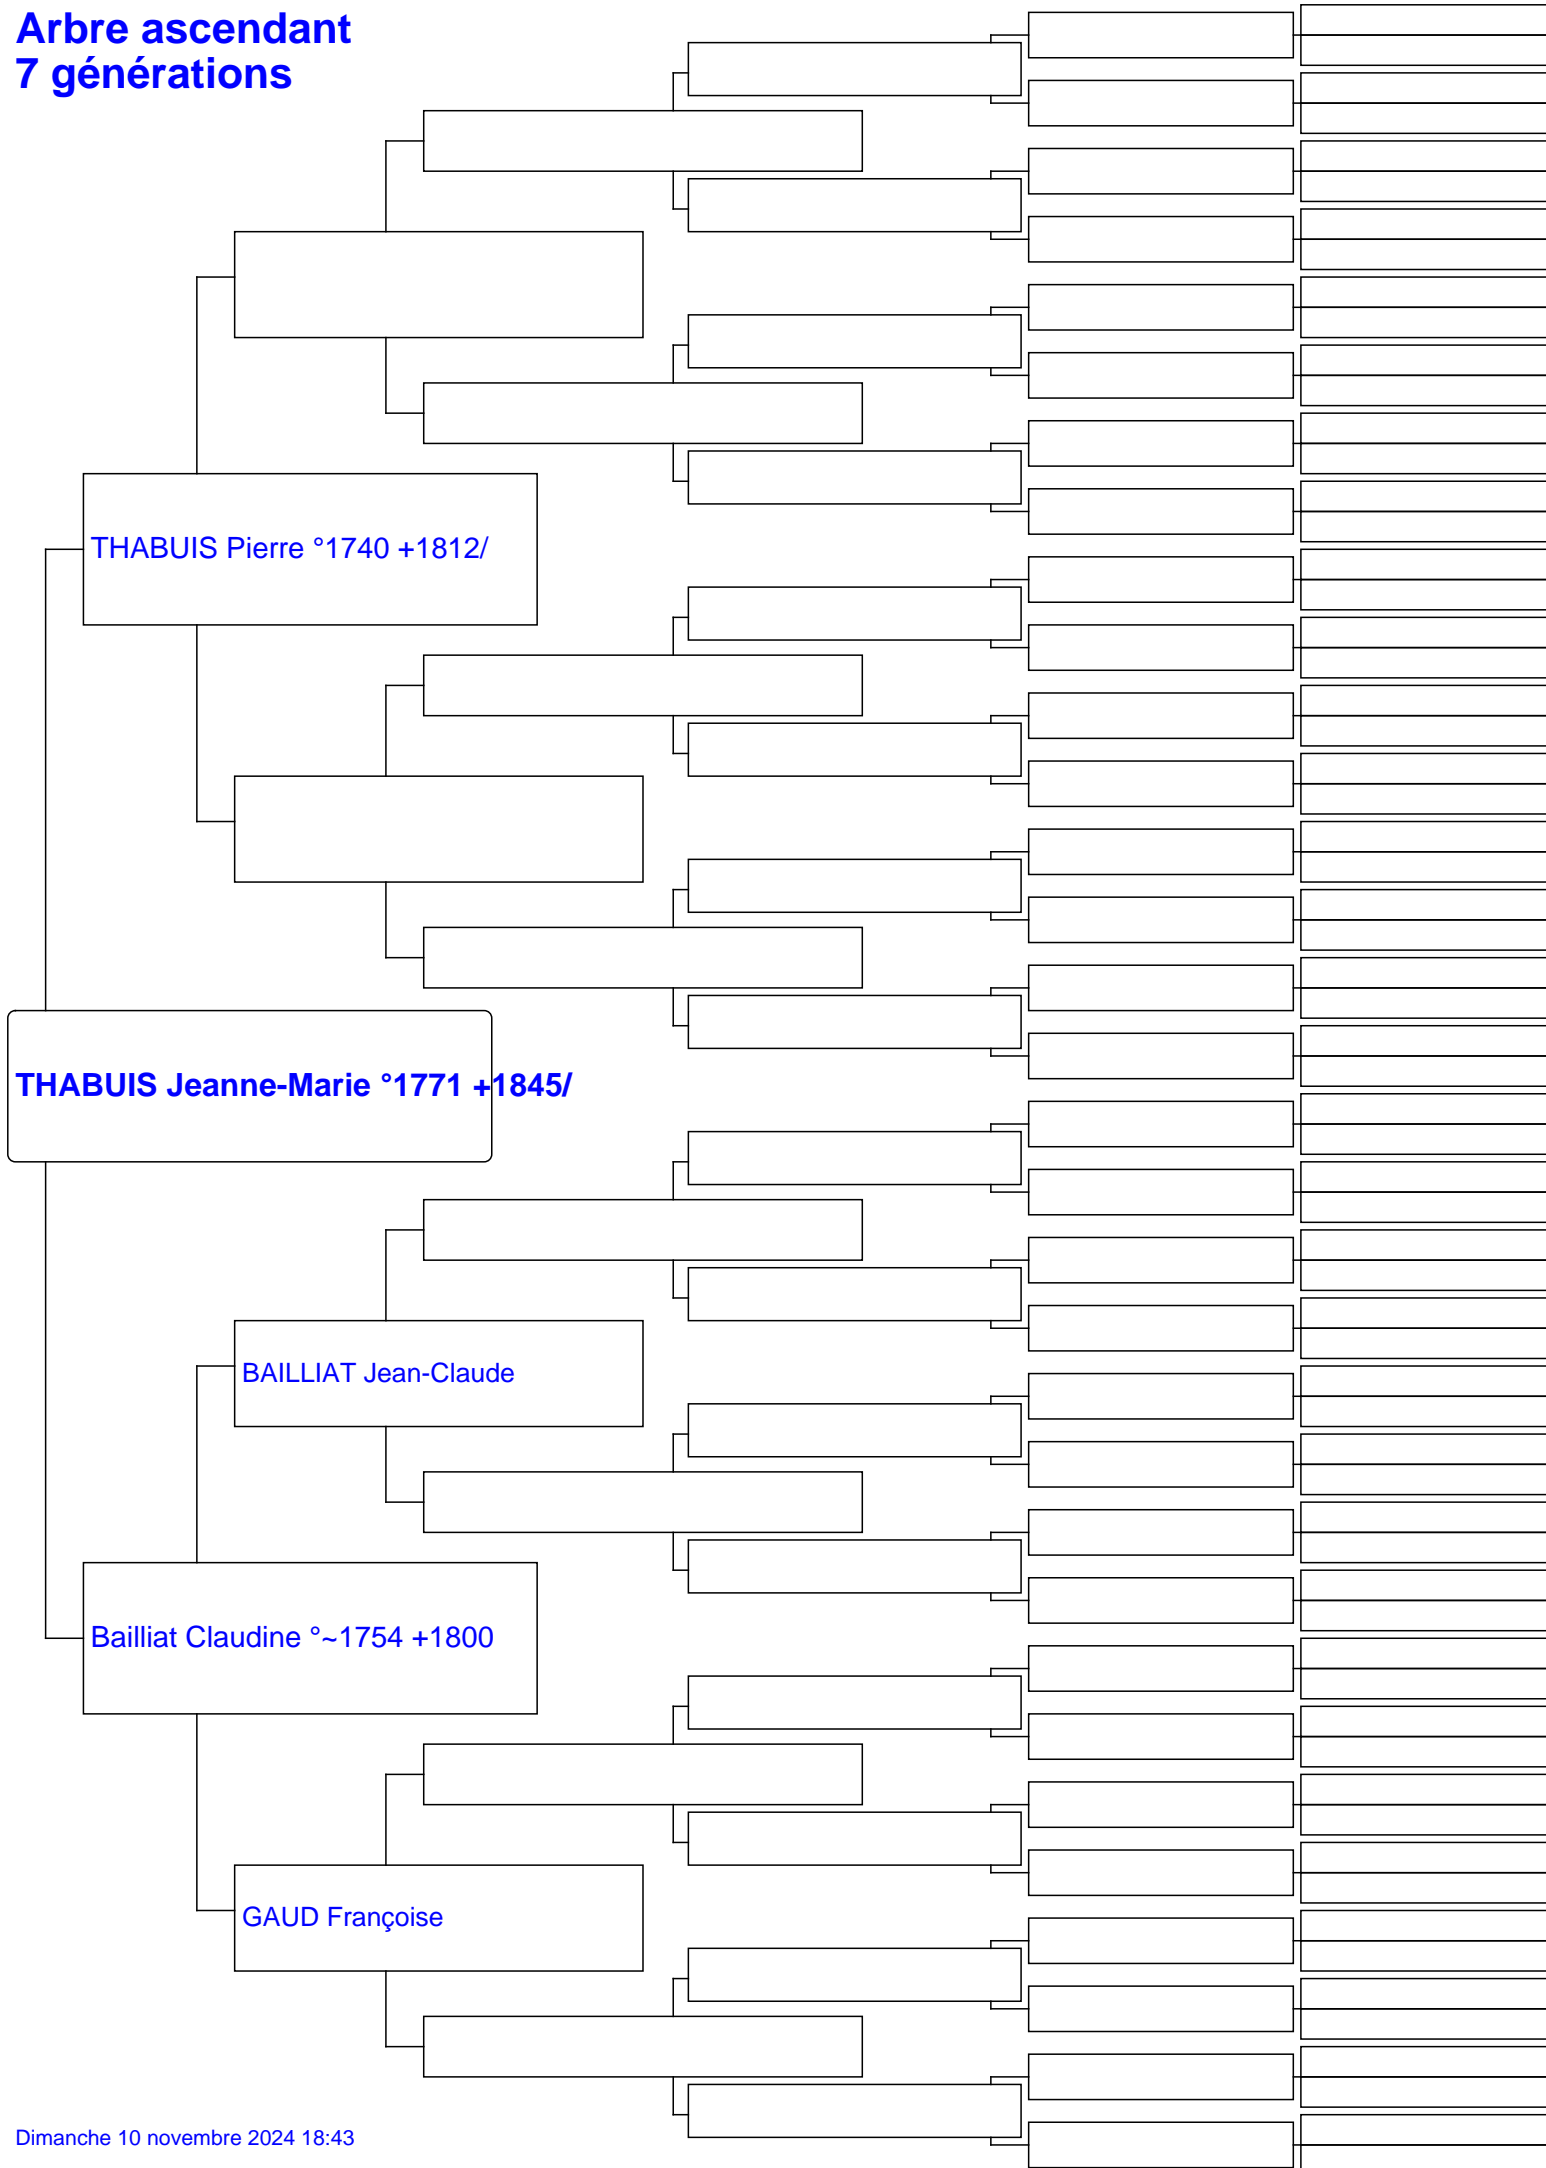 Arbre ascendant
7 générations
THABUIS Pierre °1740 +1812/
THABUIS Jeanne-Marie °1771 +1845/
BAILLIAT Jean-Claude
Bailliat Claudine °~1754 +1800
GAUD Françoise
Dimanche 10 novembre 2024 18:43